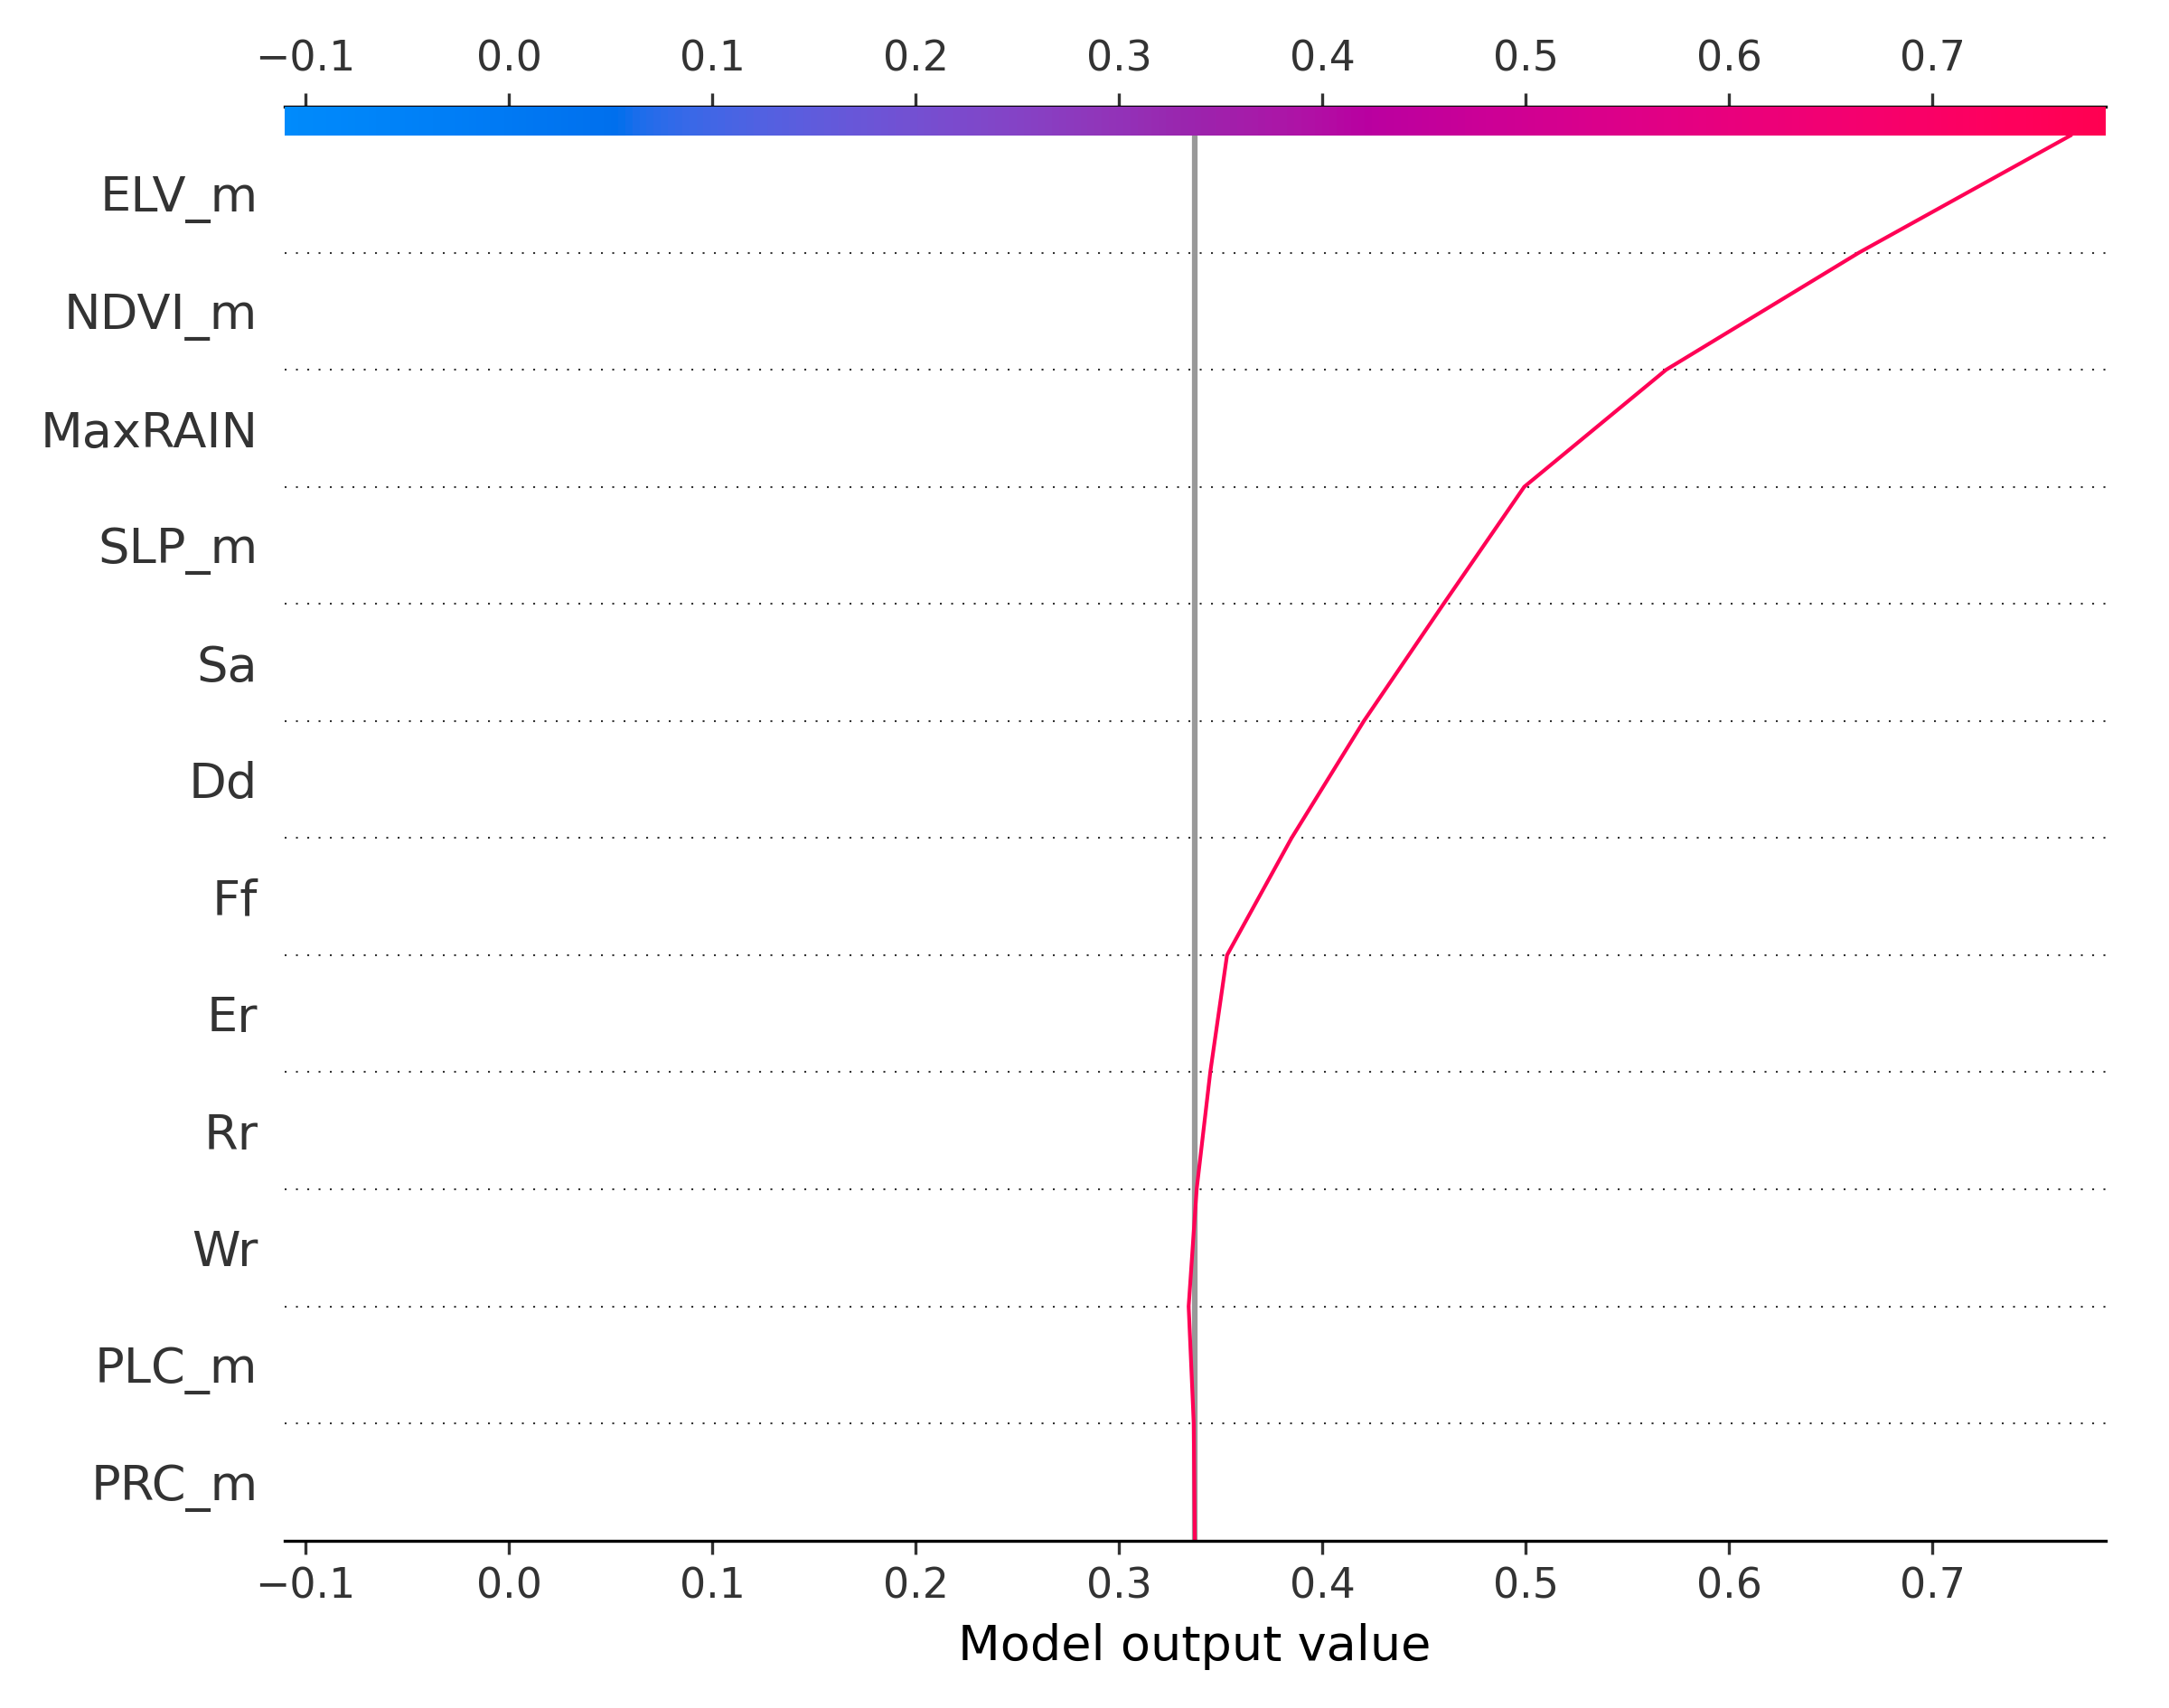 −0.1 0.0 0.1 0.2 0.3 0.4 0.5 0.6 0.7
ELV_m
NDVI_m
MaxRAIN
SLP_m
Sa
Dd
Ff
Er
Rr
Wr
PLC_m
PRC_m
−0.1 0.0 0.1 0.2 0.3 0.4 0.5 0.6 0.7
Model output value